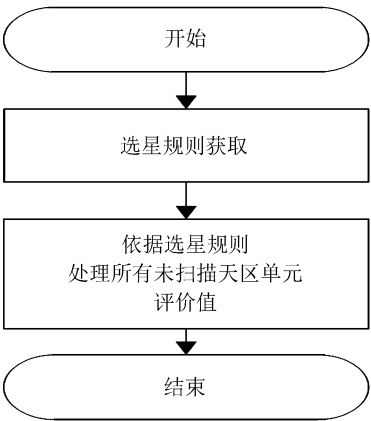 开始
选星规则获取
依据选星规则
处理所有未扫描天区单元
评价值
结束